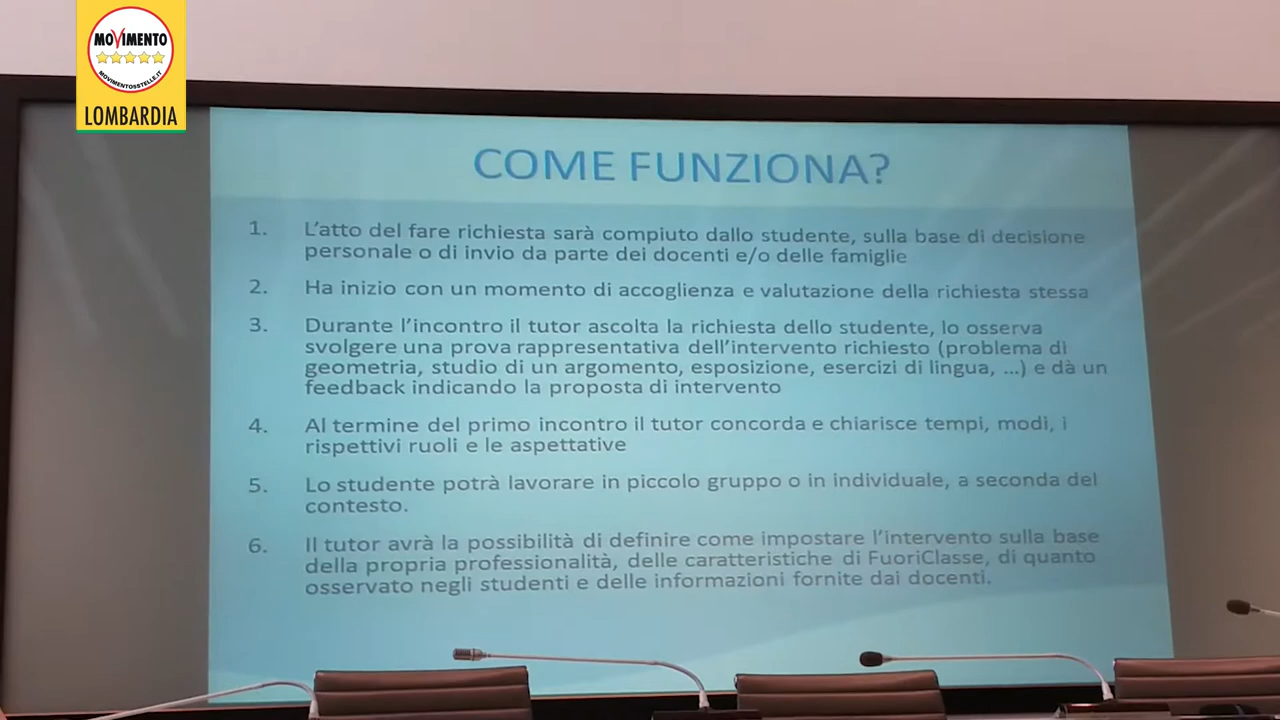 MOVIMENTO
MOVIMENTO5STELLE.IT
LOMBARDIA
COME FUNZIONA?
1. L'atto del fare richiesta sarà compiuto dallo studente, sulla base di decisione
personale o di invio da parte dei docenti e/o delle famiglie
2. Ha inizio con un momento di accoglienza e valutazione della richiesta stessa
3. Durante l'incontro il tutor ascolta la richiesta dello studente, lo osserva
svolgere una prova rappresentativa dell'intervento richiesto (problema di
geometria, studio di un argomento, esposizione, esercizi di lingua, ...) e dà un
feedback indicando la proposta di intervento
4. Al termine del primo incontro il tutor concorda e chiarisce tempi, modi, i
rispettivi ruoli e le aspettative
5. Lo studente potrà lavorare in piccolo gruppo o in individuale, a seconda del
contesto.
6. Il tutor avrà la possibilità di definire come impostare l'intervento sulla base
della propria professionalità, delle caratteristiche di FuoriClasse, di quanto
osservato negli studenti e delle informazioni fornite dai docenti.